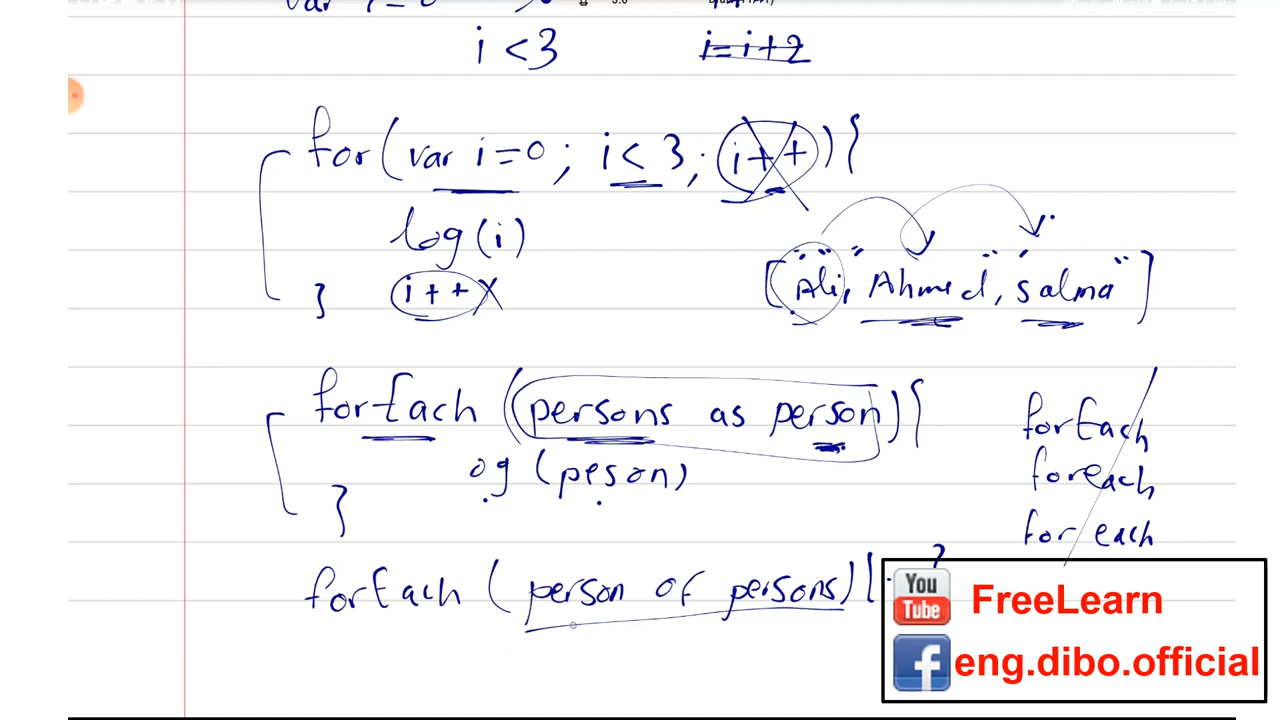 i < 3 i=i+2
for( var i=0; i< 3; i++){
log(i)
i++
}
["Ali", "Ahmed", "salma"]
forEach (persons as person){
og (peson)
}
forEach
foreach
for each
forEach (person of persons){
You Tube FreeLearn
f eng.dibo.official